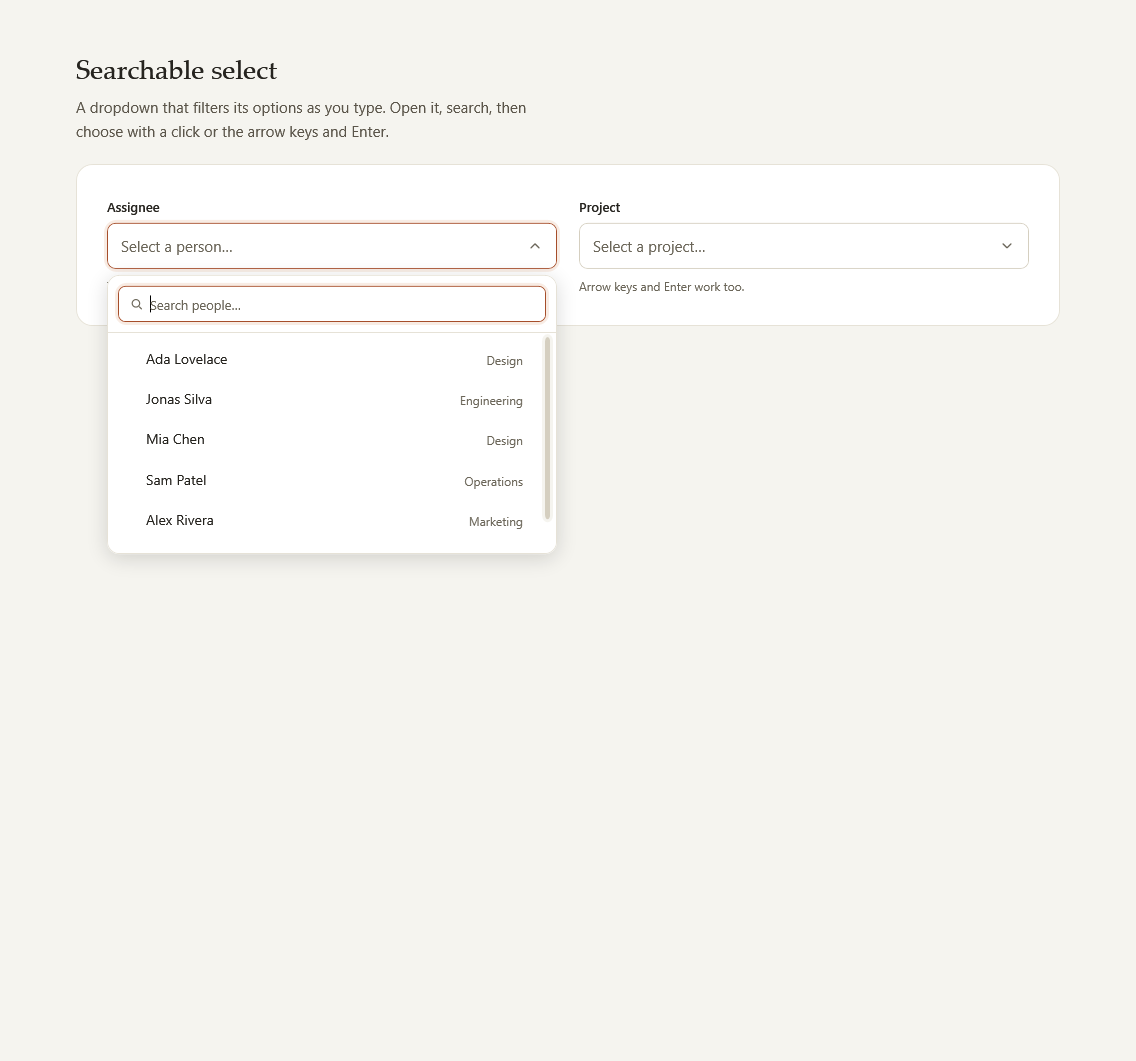 Searchable select
A dropdown that filters its options as you type. Open it, search, then
choose with a click or the arrow keys and Enter.
Assignee
Select a person...
Search people...
Ada Lovelace Design
Jonas Silva Engineering
Mia Chen Design
Sam Patel Operations
Alex Rivera Marketing
Project
Select a project...
Arrow keys and Enter work too.